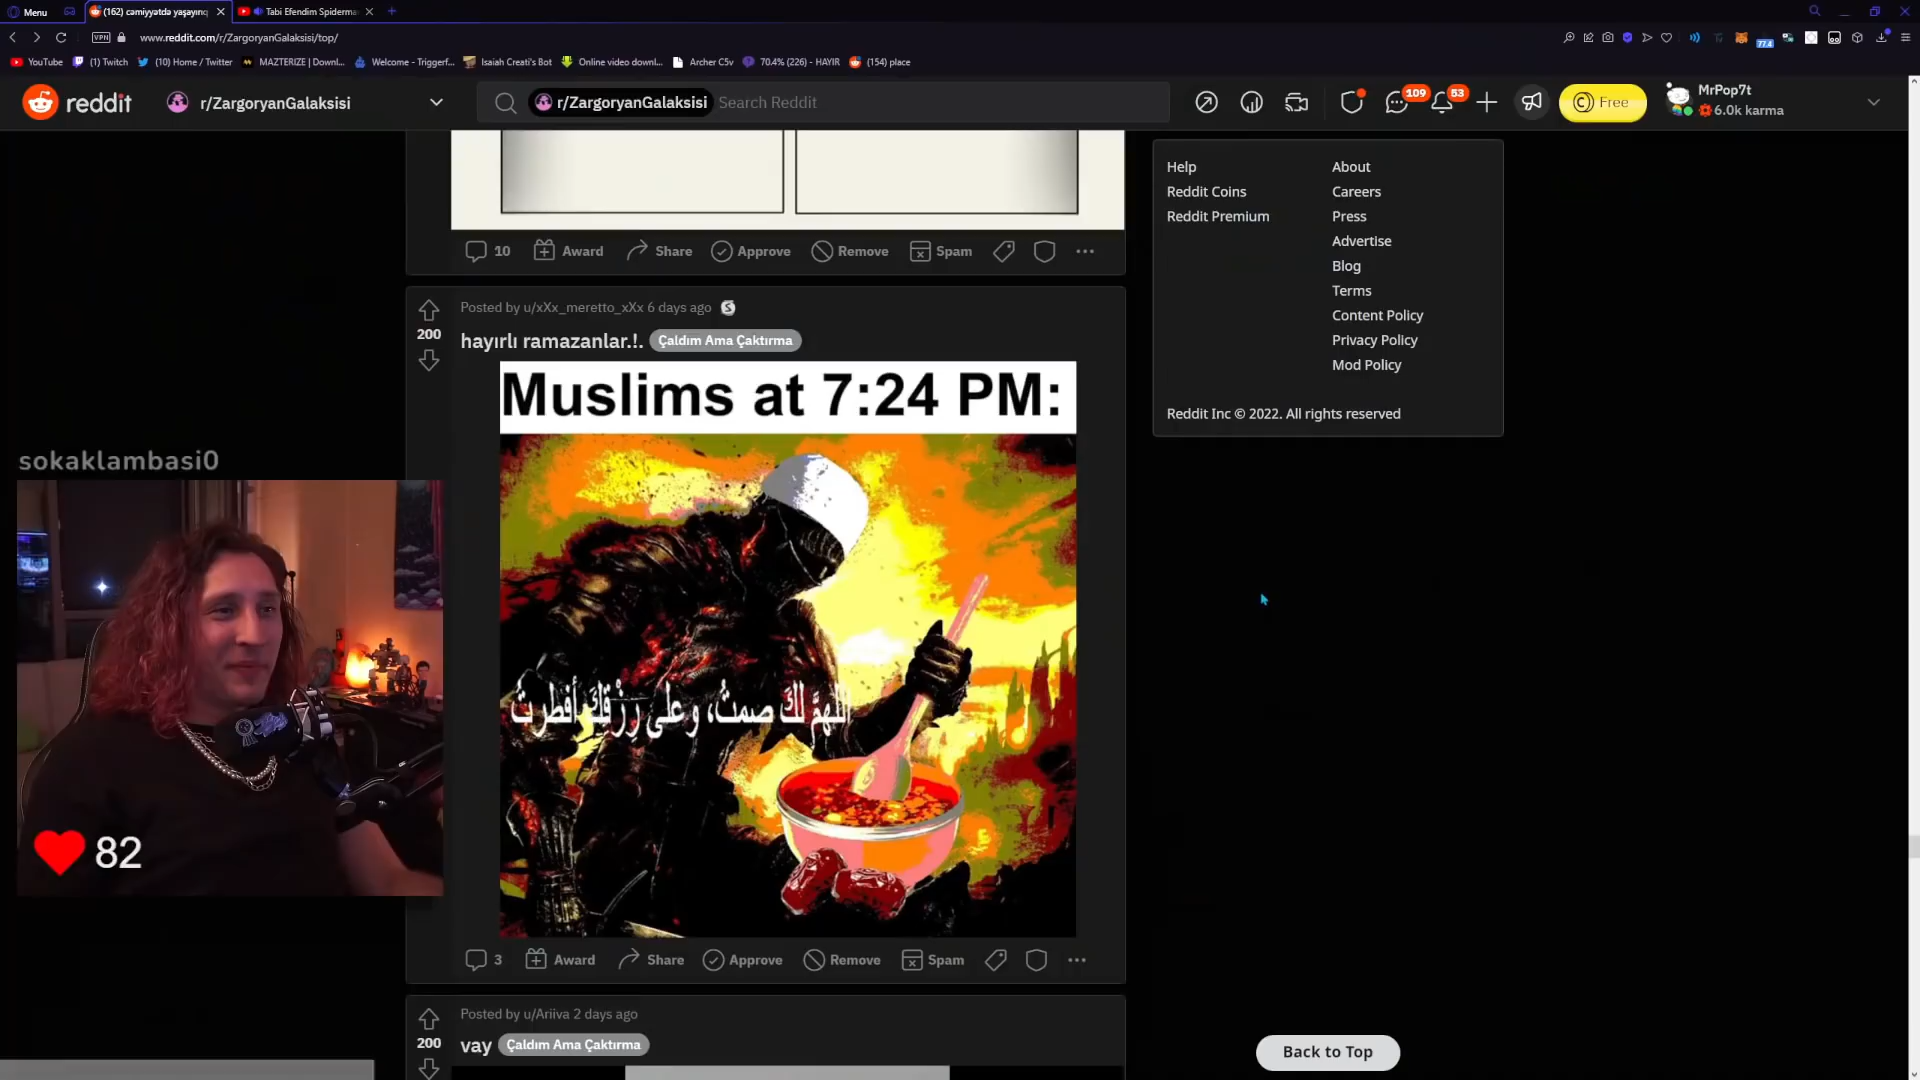 Menu
(162) cəmiyyətdə yaşayırıq
Tabi Efendim Spiderma
VPN
www.reddit.com/r/ZargoryanGalaksisi/top/
77.4
YouTube
(1) Twitch
(10) Home / Twitter
MAZTERIZE | Downl...
Welcome - Triggerf...
Isaiah Creati's Bot
Online video downl...
Archer C5v
70.4% (226) - HAYIR
(154) place
reddit
r/ZargoryanGalaksisi
r/ZargoryanGalaksisi
Search Reddit
109
53
Free
MrPop7t
6.0k karma
10
Award
Share
Approve
Remove
Spam
Help
About
Reddit Coins
Careers
Reddit Premium
Press
Advertise
Blog
Terms
Content Policy
Privacy Policy
Mod Policy
Reddit Inc © 2022. All rights reserved
200
Posted by u/xXx_meretto_xXx 6 days ago
hayırlı ramazanlar.!.
Çaldım Ama Çaktırma
Muslims at 7:24 PM:
اللهمَّ لكَ صمتُ، وعلى رِزْقِكَ أفطرتُ
sokaklambasi0
82
3
Award
Share
Approve
Remove
Spam
200
Posted by u/Ariiva 2 days ago
vay
Çaldım Ama Çaktırma
Back to Top